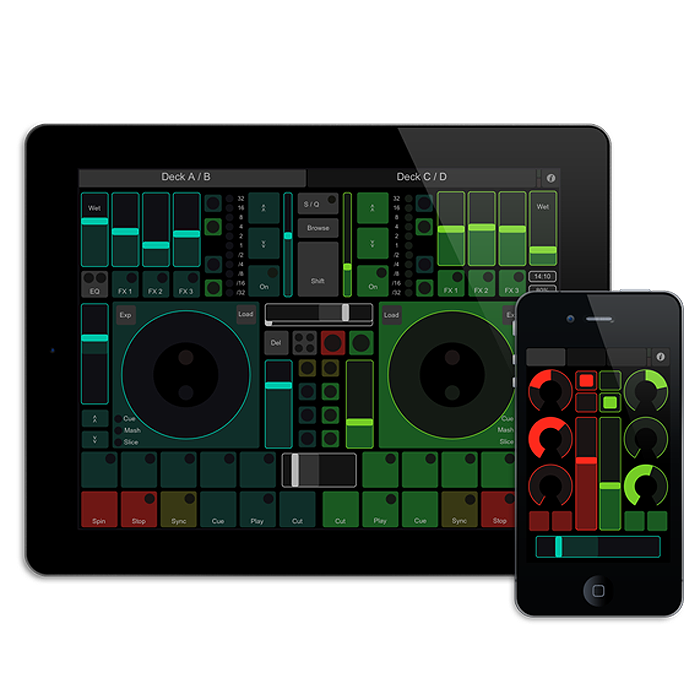 Deck A / B
Deck C / D
i
Wet
32
16
8
4
2
1
/2
/4
/8
/16
/32
S / Q
Browse
Shift
On
On
32
16
8
4
2
1
/2
/4
/8
/16
/32
Wet
EQ
FX 1
FX 2
FX 3
FX 1
FX 2
FX 3
14:10
Exp
Load
Load
Del
Cue
Mash
Slice
Cue
Mash
Slice
Spin
Stop
Sync
Cue
Play
Cut
Cut
Play
Cue
Sync
Stop
i